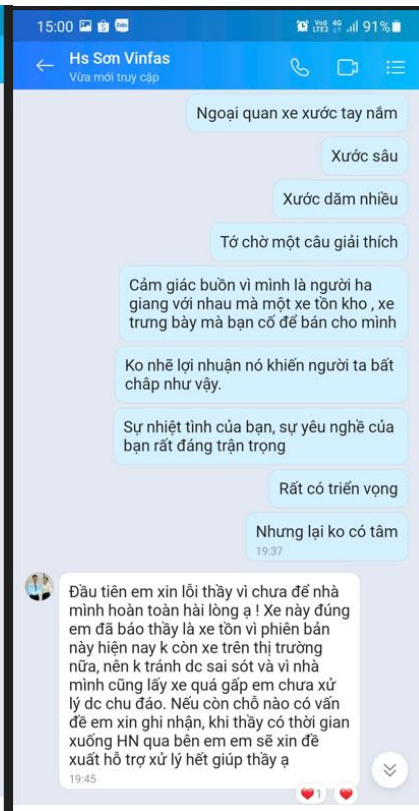 15:00
Zalo
Vo)) 4G
LTE2
91%
Hs Sơn Vinfas
Vừa mới truy cập
Ngoại quan xe xước tay nắm
Xước sâu
Xước dăm nhiều
Tớ chờ một câu giải thích
Cảm giác buồn vì mình là người ha
giang với nhau mà một xe tồn kho , xe
trưng bày mà bạn cố để bán cho mình
Ko nhẽ lợi nhuận nó khiến người ta bất
châp như vậy.
Sự nhiệt tình của bạn, sự yêu nghề của
bạn rất đáng trận trọng
Rất có triển vọng
Nhưng lại ko có tâm
19:37
Đầu tiên em xin lỗi thầy vì chưa để nhà
mình hoàn toàn hài lòng ạ ! Xe này đúng
em đã báo thầy là xe tồn vì phiên bản
này hiện nay k còn xe trên thị trường
nữa, nên k tránh dc sai sót và vì nhà
mình cũng lấy xe quá gấp em chưa xử
lý dc chu đáo. Nếu còn chỗ nào có vấn
đề em xin ghi nhận, khi thầy có thời gian
xuống HN qua bên em em sẽ xin đề
xuất hỗ trợ xử lý hết giúp thầy ạ
19:45
1